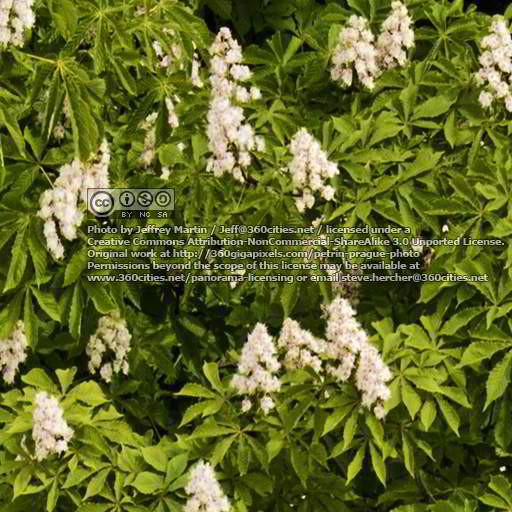 cc
BY NC SA
Photo by Jeffrey Martin / Jeff@360cities.net / licensed under a
Creative Commons Attribution-NonCommercial-ShareAlike 3.0 Unported License.
Original work at http://360gigapixels.com/petrin-prague-photo
Permissions beyond the scope of this license may be available at
www.360cities.net/panorama-licensing or email steve.hercher@360cities.net